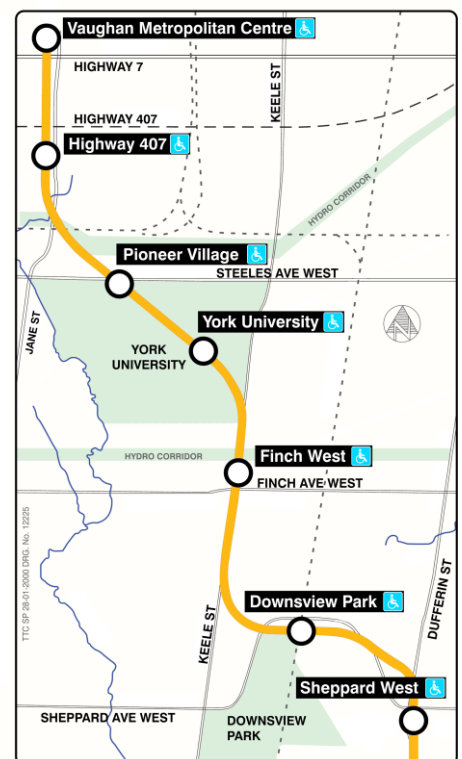 Vaughan Metropolitan Centre
HIGHWAY 7
KEELE ST
HIGHWAY 407
Highway 407
HYDRO CORRIDOR
Pioneer Village
STEELES AVE WEST
JANE ST
York University
YORK
UNIVERSITY
N
HYDRO CORRIDOR
Finch West
FINCH AVE WEST
TTC SP 28-01-2000 DRG. No. 12225
DUFFERIN ST
Downsview Park
KEELE ST
Sheppard West
SHEPPARD AVE WEST
DOWNSVIEW
PARK